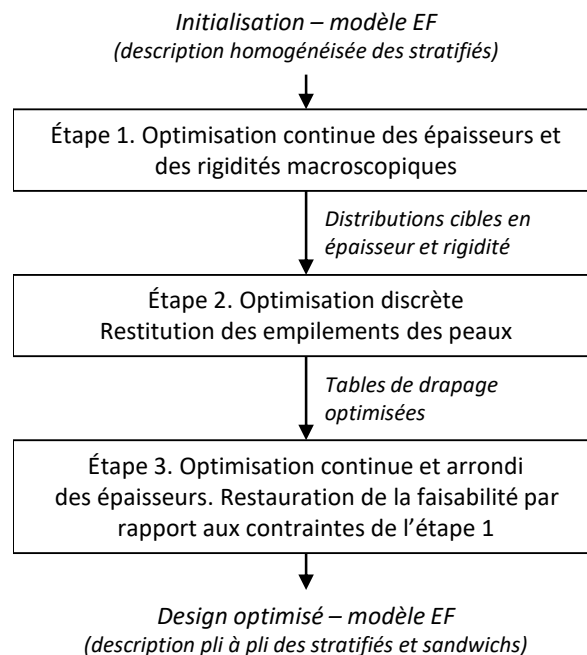 Initialisation – modèle EF
(description homogénéisée des stratifiés)
Étape 1. Optimisation continue des épaisseurs et
des rigidités macroscopiques
Distributions cibles en
épaisseur et rigidité
Étape 2. Optimisation discrète
Restitution des empilements des peaux
Tables de drapage
optimisées
Étape 3. Optimisation continue et arrondi
des épaisseurs. Restauration de la faisabilité par
rapport aux contraintes de l’étape 1
Design optimisé – modèle EF
(description pli à pli des stratifiés et sandwichs)